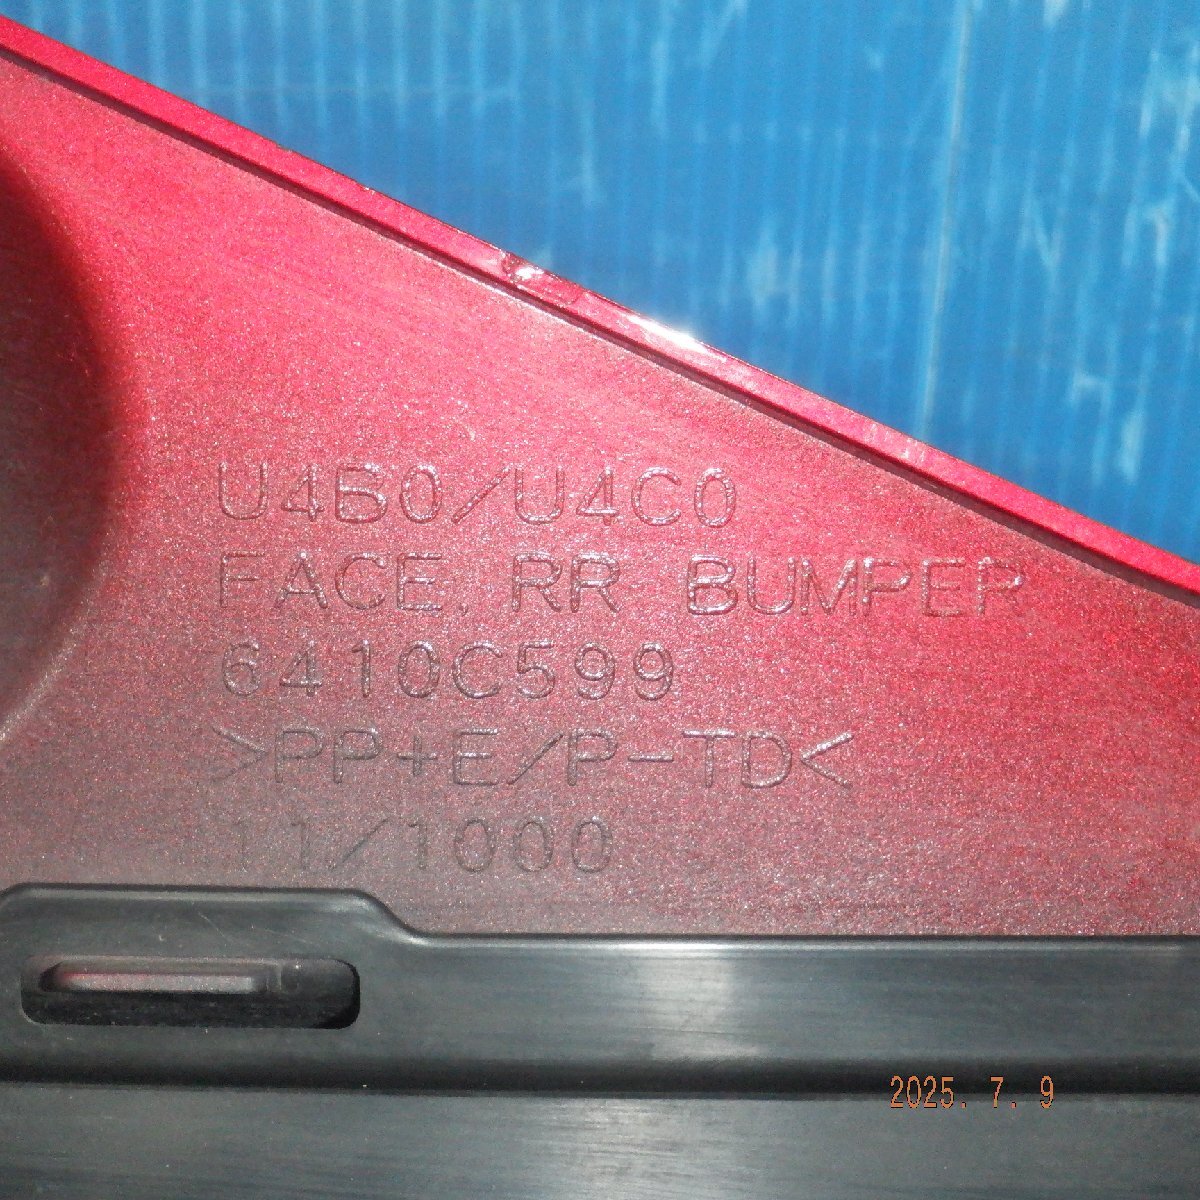 U4B0/U4C0
FACE, RR BUMPER
6410C599
>PP+E/P-TD<
11/1000
2025. 7. 9